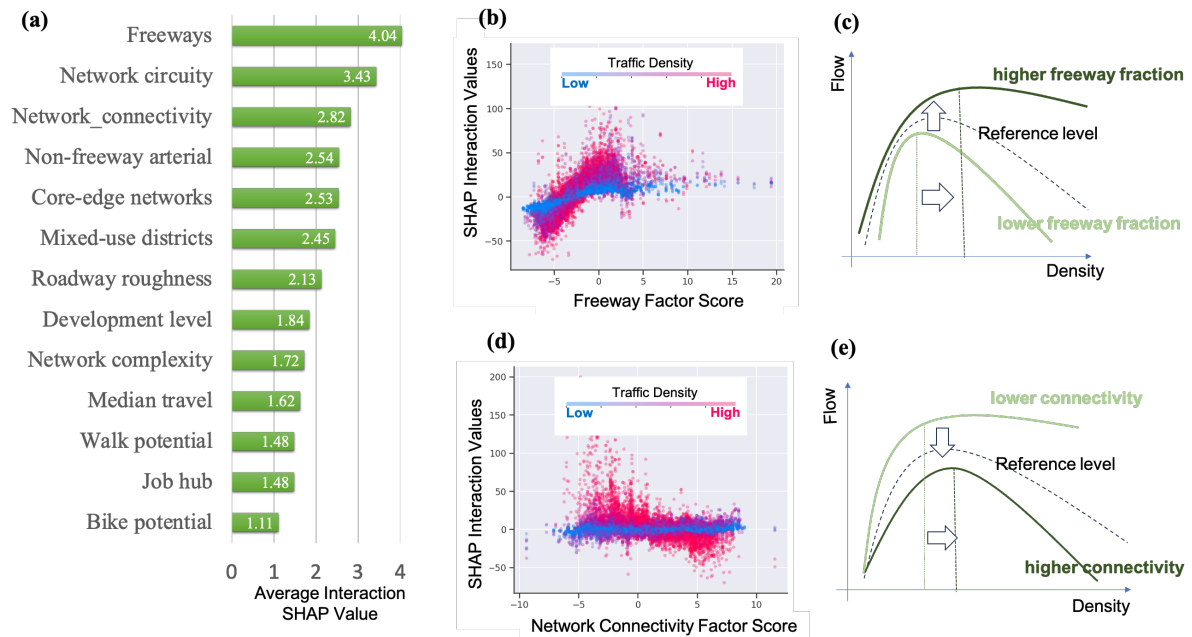 (a)
Freeways
4.04
Network circuity
3.43
Network_connectivity
2.82
Non-freeway arterial
2.54
Core-edge networks
2.53
Mixed-use districts
2.45
Roadway roughness
2.13
Development level
1.84
Network complexity
1.72
Median travel
1.62
Walk potential
1.48
Job hub
1.48
Bike potential
1.11
0 1 2 3 4
Average Interaction
SHAP Value
(b)
SHAP Interaction Values
150
100
50
0
−50
Traffic Density
Low High
−5 0 5 10 15 20
Freeway Factor Score
(c)
Flow
higher freeway fraction
Reference level
lower freeway fraction
Density
(d)
SHAP Interaction Values
200
150
100
50
0
−50
Traffic Density
Low High
−10 −5 0 5 10
Network Connectivity Factor Score
(e)
Flow
lower connectivity
Reference level
higher connectivity
Density